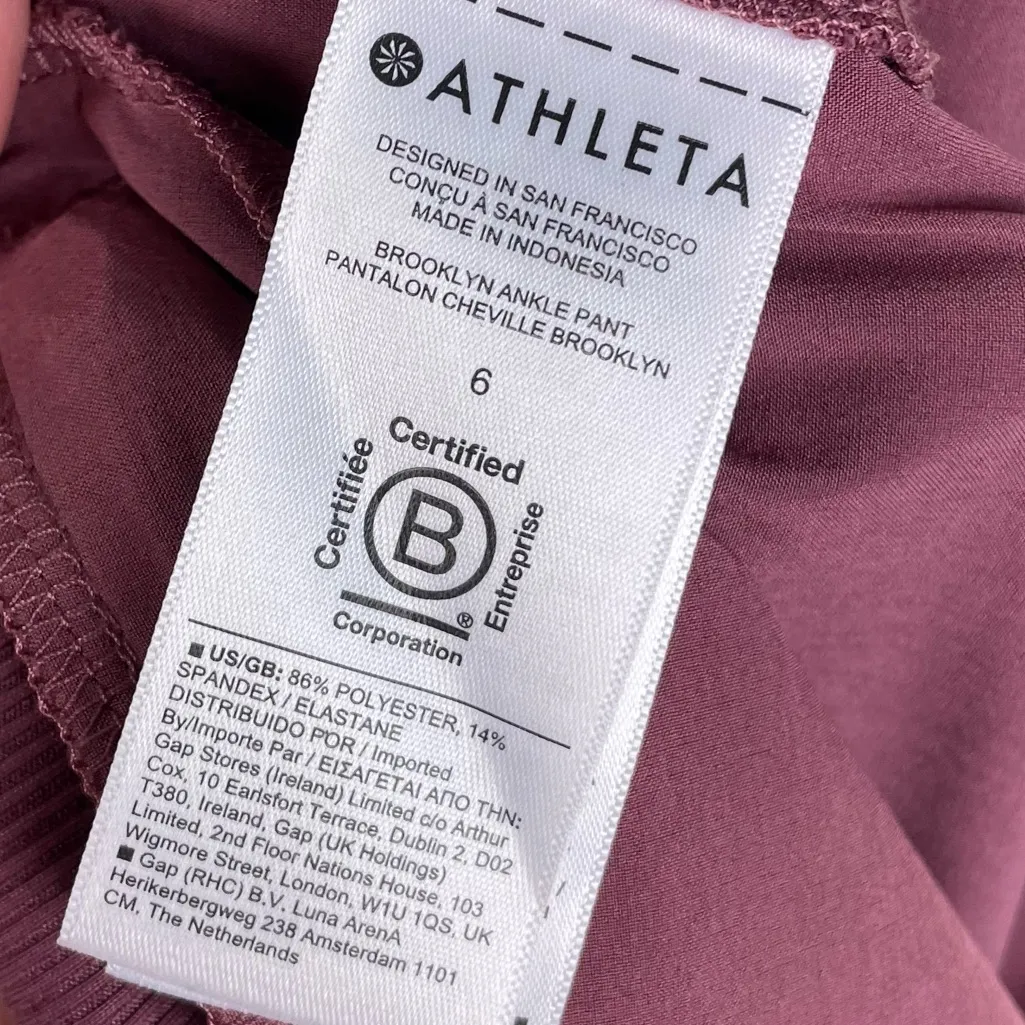 ATHLETA
DESIGNED IN SAN FRANCISCO
CONÇU À SAN FRANCISCO
MADE IN INDONESIA
BROOKLYN ANKLE PANT
PANTALON CHEVILLE BROOKLYN
6
Certified
Certifiée
B
Entreprise
®
Corporation
US/GB: 86% POLYESTER, 14%
SPANDEX / ELASTANE
DISTRIBUIDO POR / Imported
By/Importe Par / ΕΙΣΑΓΕΤΑΙ ΑΠΟ ΤΗΝ:
Gap Stores (Ireland) Limited c/o Arthur
Cox, 10 Earlsfort Terrace, Dublin 2, D02
T380, Ireland, Gap (UK Holdings)
Limited, 2nd Floor Nations House, 103
Wigmore Street, London, W1U 1QS, UK
Gap (RHC) B.V. Luna ArenA
Herikerbergweg 238 Amsterdam 1101
CM, The Netherlands